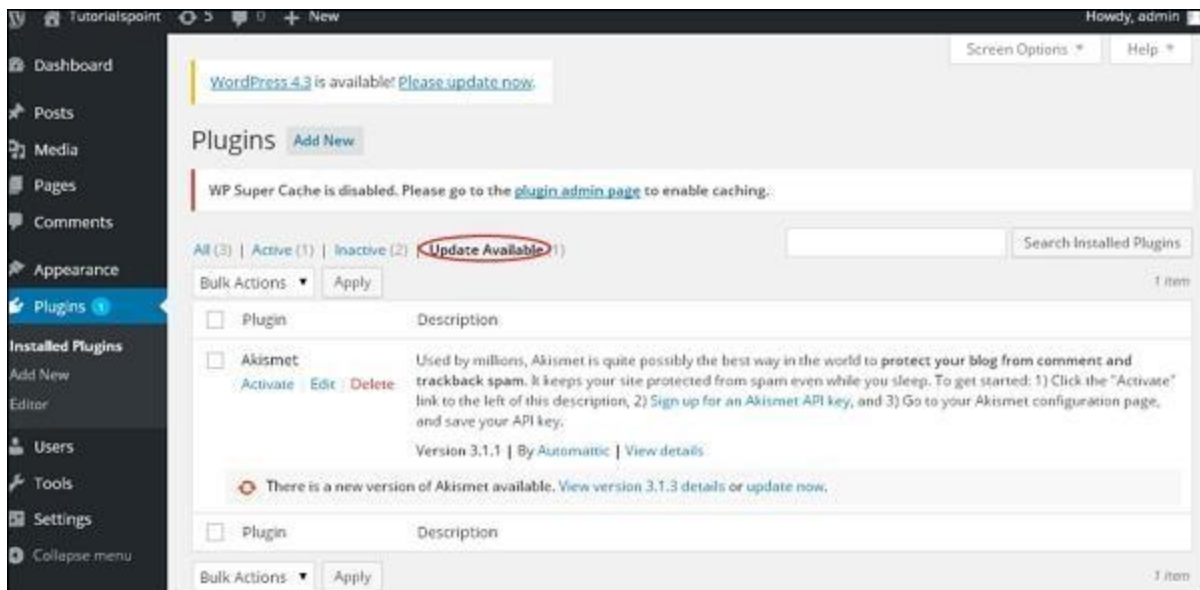 Tutorialspoint 5 0 + New Howdy, admin
Screen Options Help
Dashboard
Posts
Media
Pages
Comments
Appearance
Plugins 1
Installed Plugins
Add New
Editor
Users
Tools
Settings
Collapse menu
WordPress 4.3 is available! Please update now.
Plugins Add New
WP Super Cache is disabled. Please go to the plugin admin page to enable caching.
All (3) | Active (1) | Inactive (2) | Update Available (1)
Search Installed Plugins
Bulk Actions Apply 1 item
Plugin Description
Akismet
Activate | Edit | Delete
Used by millions, Akismet is quite possibly the best way in the world to protect your blog from comment and
trackback spam. It keeps your site protected from spam even while you sleep. To get started: 1) Click the "Activate"
link to the left of this description, 2) Sign up for an Akismet API key, and 3) Go to your Akismet configuration page,
and save your API key.
Version 3.1.1 | By Automattic | View details
There is a new version of Akismet available. View version 3.1.3 details or update now.
Plugin Description
Bulk Actions Apply 1 item